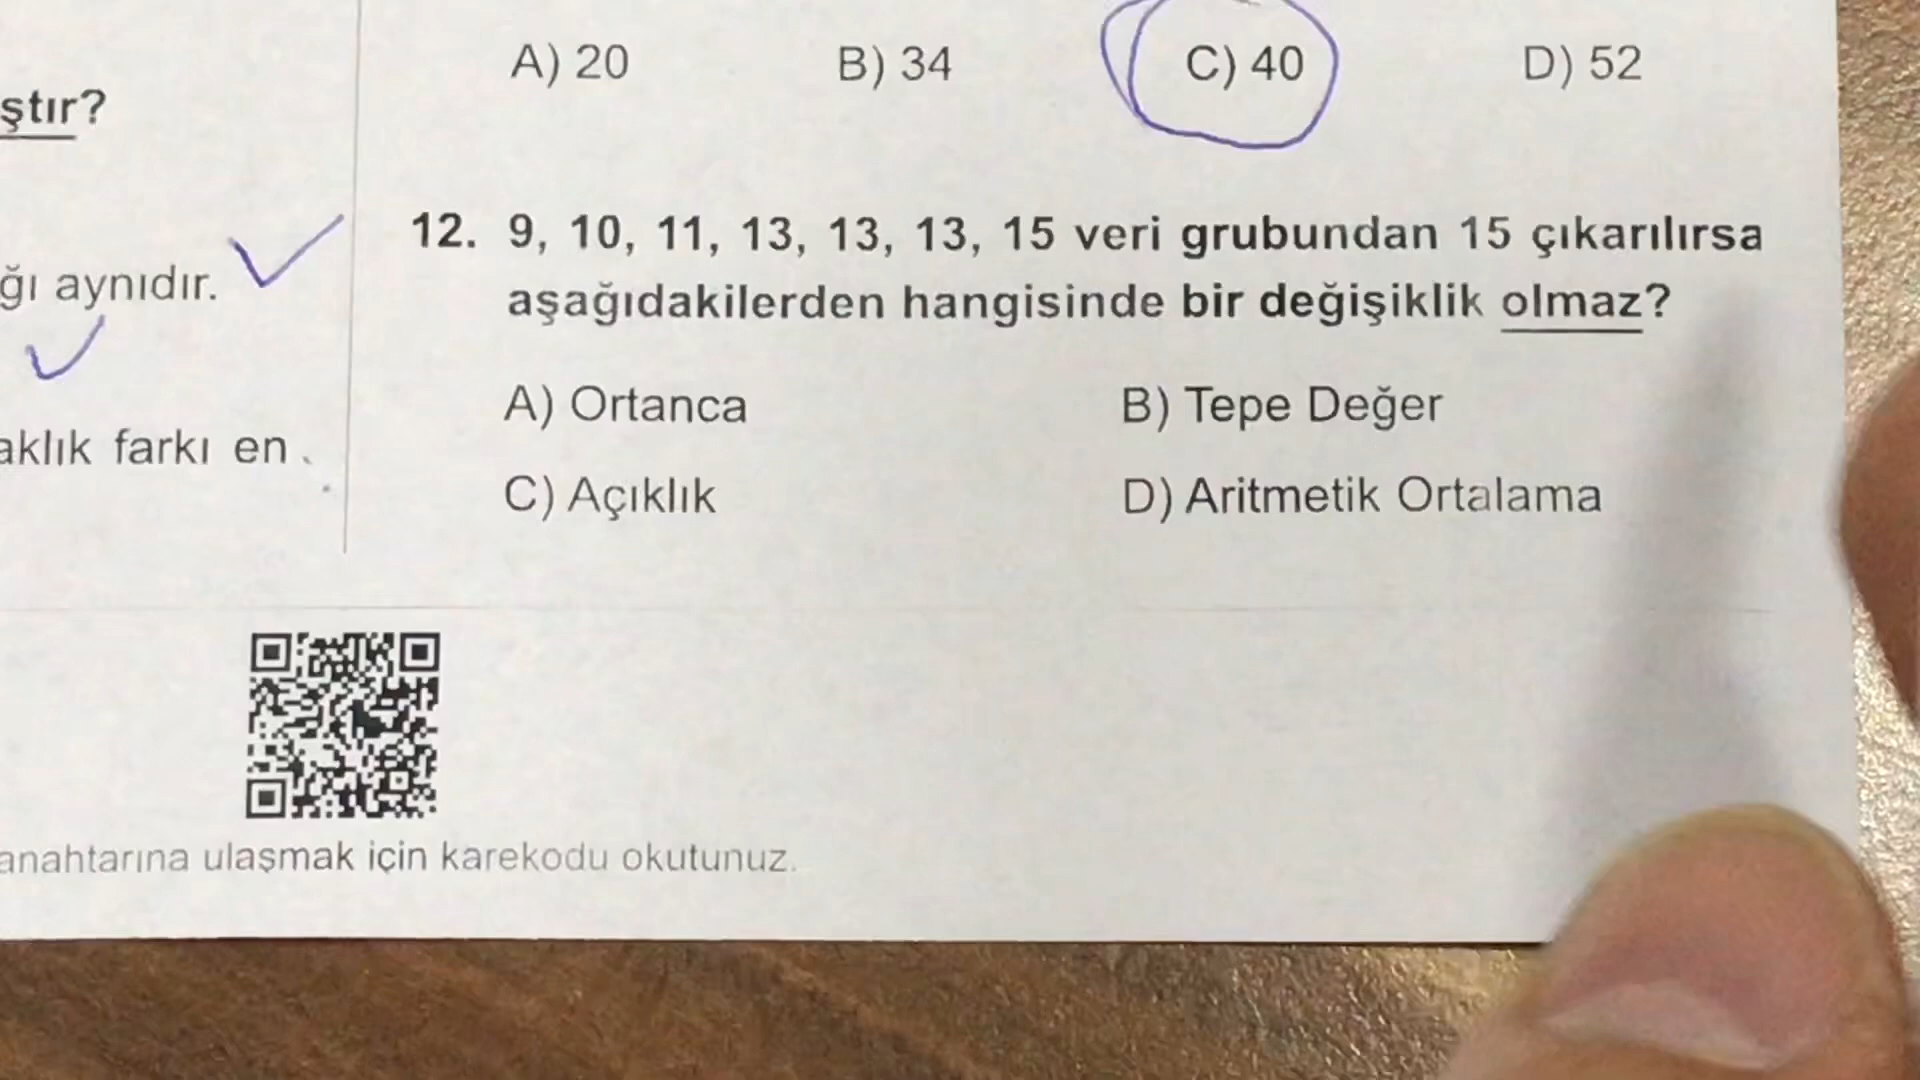 A) 20 B) 34 C) 40 D) 52
ştır?
12. 9, 10, 11, 13, 13, 13, 15 veri grubundan 15 çıkarılırsa
ğı aynıdır.
aşağıdakilerden hangisinde bir değişiklik olmaz?
A) Ortanca B) Tepe Değer
aklık farkı en
C) Açıklık D) Aritmetik Ortalama
anahtarına ulaşmak için karekodu okutunuz.